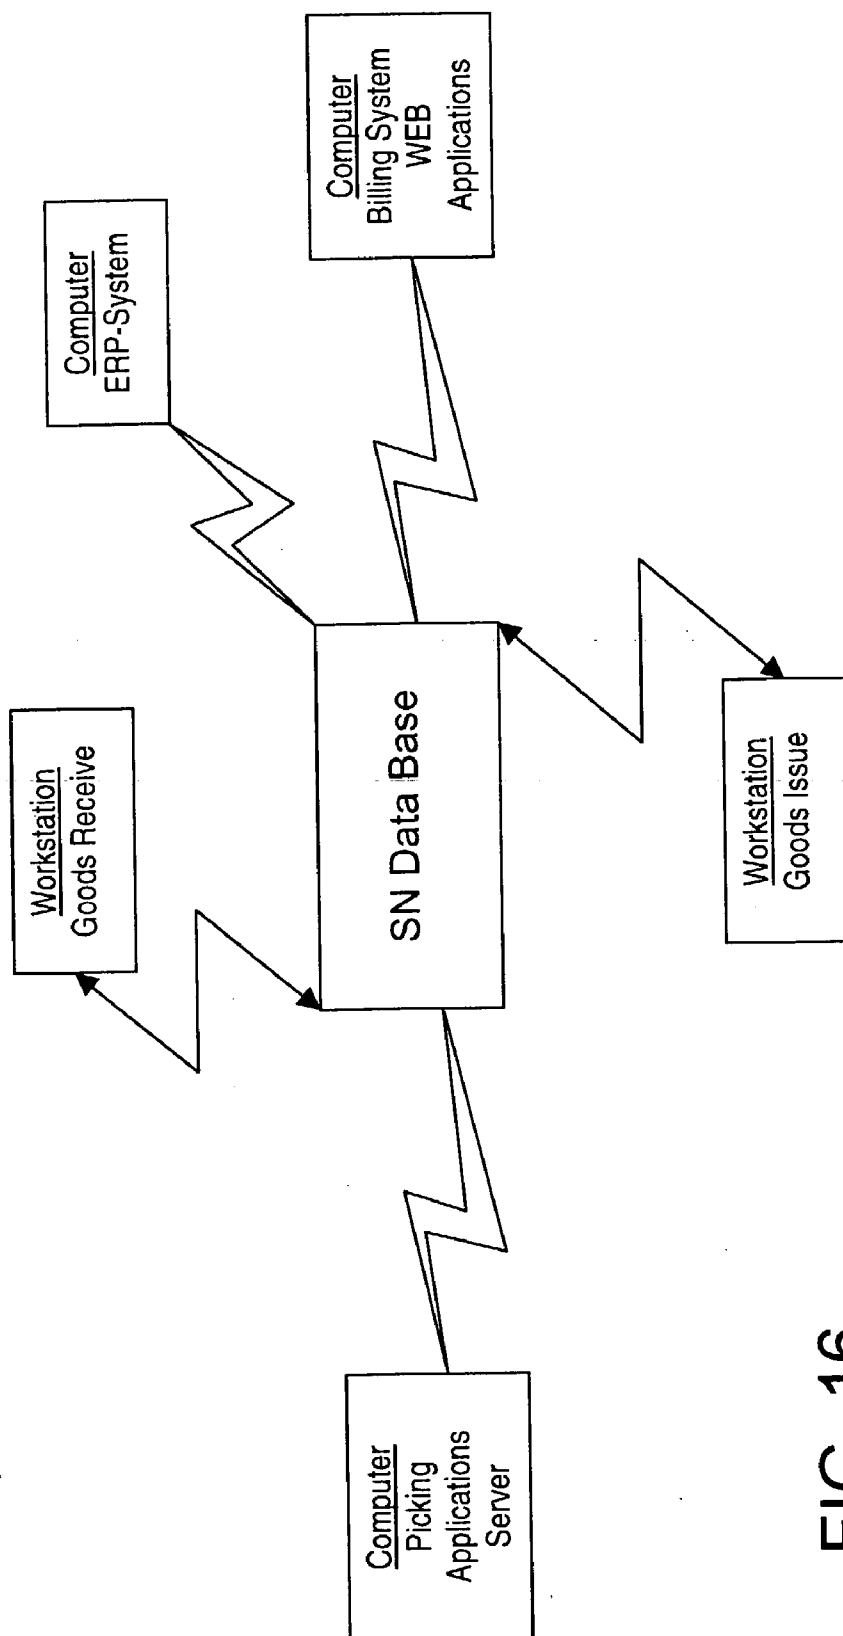 Workstation
Goods Receive
Computer
ERP-System
Computer
Picking
Applications
Server
SN Data Base
Computer
Billing System
WEB
Applications
Workstation
Goods Issue
FIG. 16